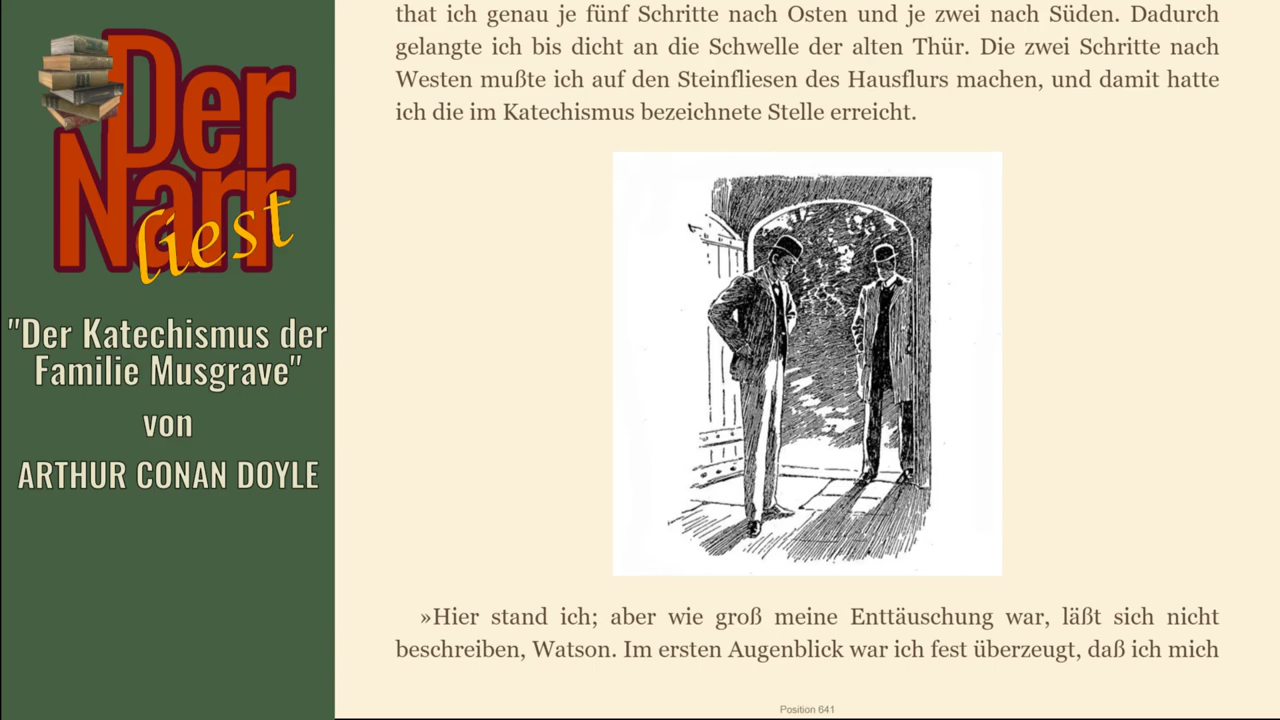 Der
Narr
liest
"Der Katechismus der
Familie Musgrave"
von
ARTHUR CONAN DOYLE
that ich genau je fünf Schritte nach Osten und je zwei nach Süden. Dadurch
gelangte ich bis dicht an die Schwelle der alten Thür. Die zwei Schritte nach
Westen mußte ich auf den Steinfliesen des Hausflurs machen, und damit hatte
ich die im Katechismus bezeichnete Stelle erreicht.
»Hier stand ich; aber wie groß meine Enttäuschung war, läßt sich nicht
beschreiben, Watson. Im ersten Augenblick war ich fest überzeugt, daß ich mich
Position 641